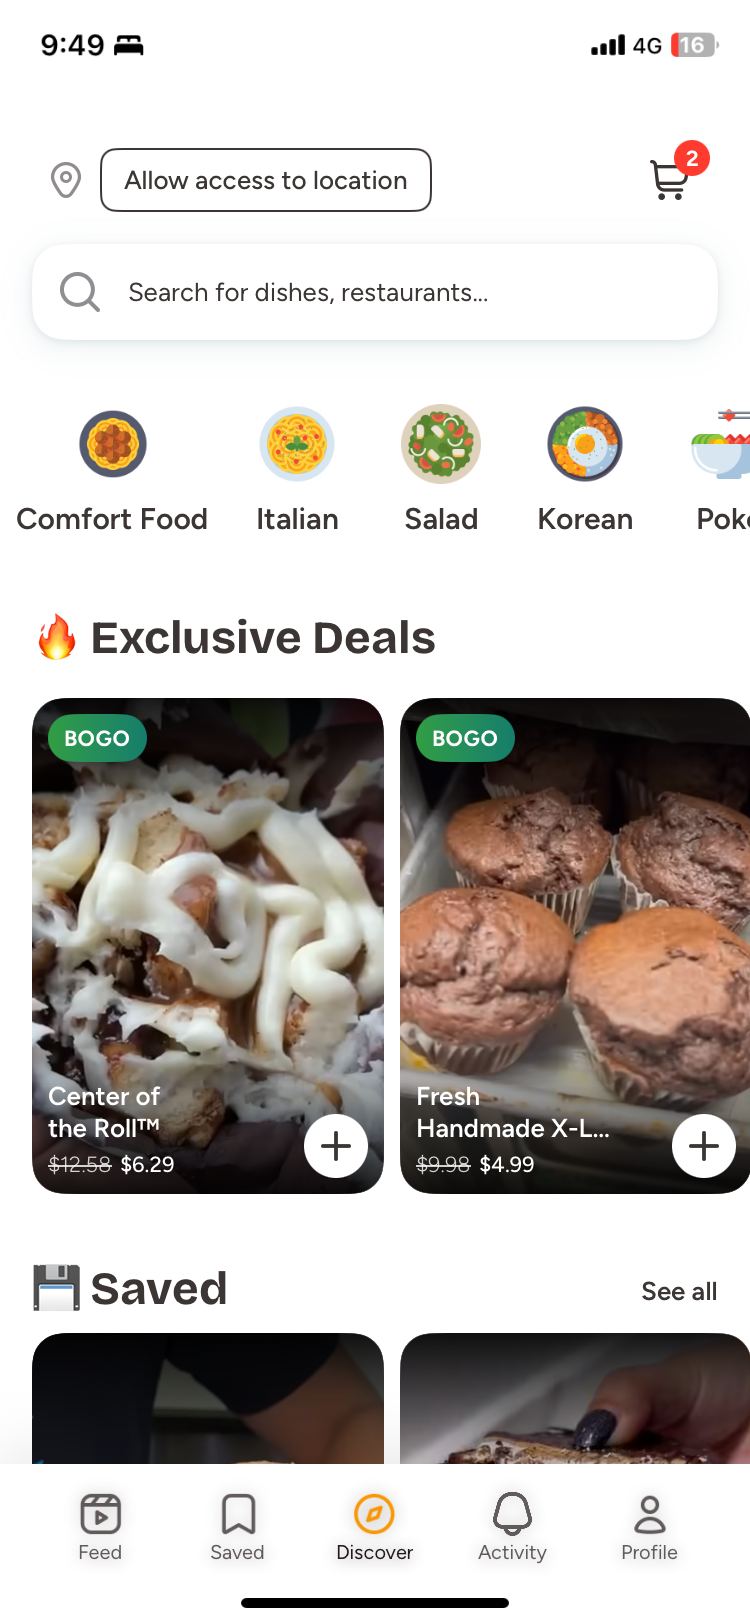 9:49
4G
16
Allow access to location
2
Search for dishes, restaurants...
Comfort Food
Italian
Salad
Korean
Exclusive Deals
BOGO
BOGO
Center of
the Roll™
$12.58 $6.29
Fresh
Handmade X-L...
$9.98 $4.99
Saved
See all
Feed
Saved
Discover
Activity
Profile